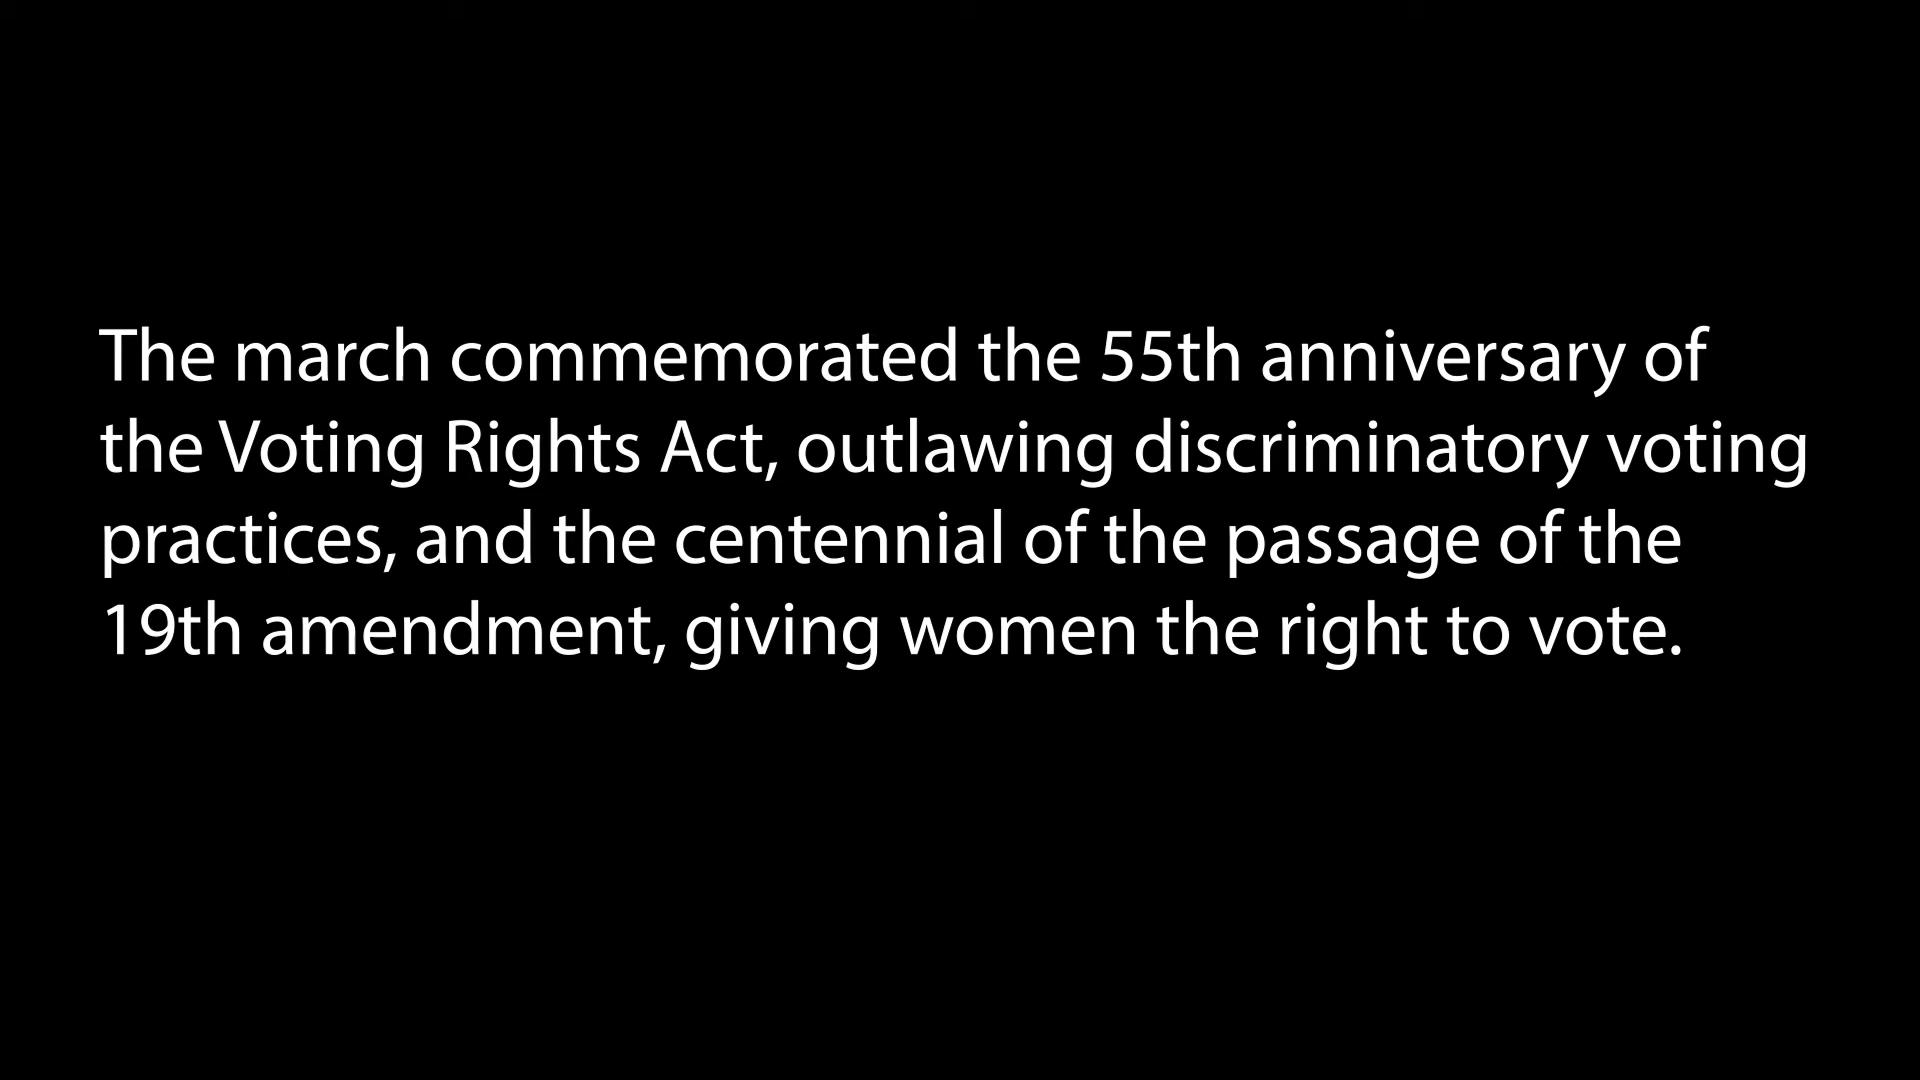 The march commemorated the 55th anniversary of
the Voting Rights Act, outlawing discriminatory voting
practices, and the centennial of the passage of the
19th amendment, giving women the right to vote.